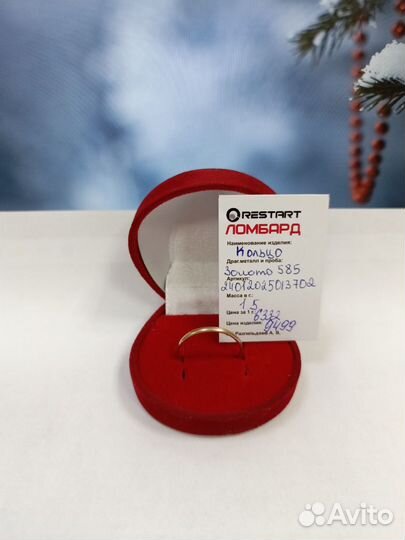 RESTART
ЛОМБАРД
Наименование изделия:
Кольцо
Драг.металл и проба:
Золото 585
Артикул:
24012025013702
Масса в г.:
1,5
Цена за 1 г.: 6332
Цена изделия: 9499
А. В.
Avito